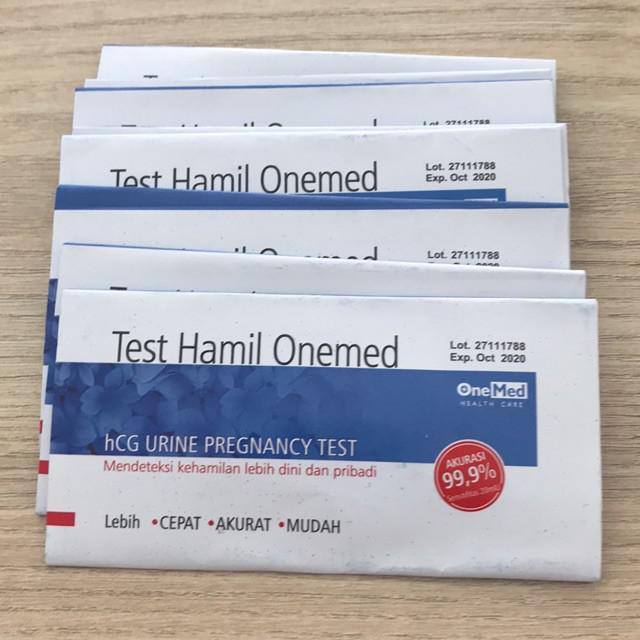 Lot. 27111788
Test Hamil Onemed
Lot. 27111788
Exp. Oct 2020
Lot. 27111788
Test Hamil Onemed
Lot. 27111788
Exp. Oct 2020
OneMed
HEALTH CARE
hCG URINE PREGNANCY TEST
Mendeteksi kehamilan lebih dini dan pribadi
AKURASI
99,9%
Sensitifitas 20mIU
Lebih •CEPAT •AKURAT •MUDAH